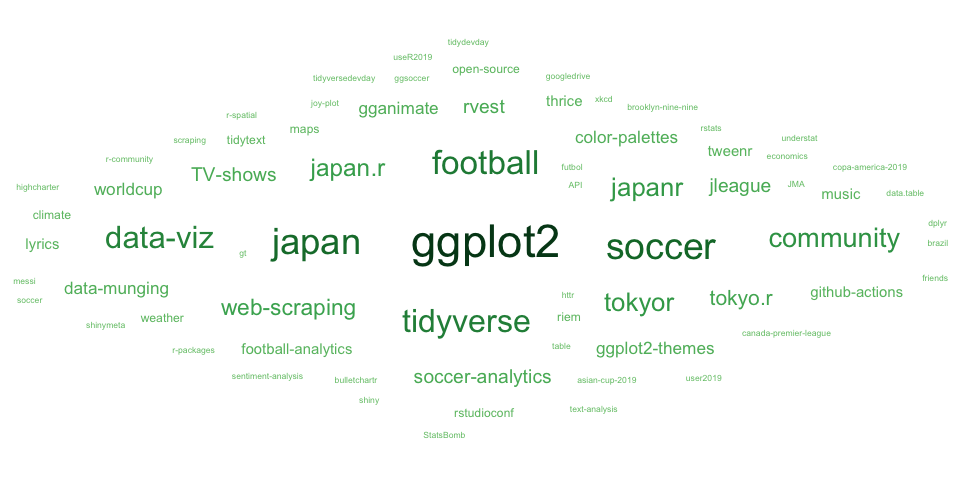 tidydevday
useR2019
open-source
tidyversedevday
ggsoccer
googledrive
joy-plot
gganimate
rvest
thrice
xkcd
brooklyn-nine-nine
r-spatial
maps
color-palettes
rstats
scraping
tidytext
tweenr
understat
r-community
TV-shows
japan.r
football
futbol
economics
copa-america-2019
highcharter
worldcup
API
japanr
jleague
JMA
music
data.table
climate
lyrics
data-viz
gt
japan
ggplot2
soccer
community
dplyr
brazil
messi
soccer
data-munging
web-scraping
httr
tokyor
tokyo.r
github-actions
friends
shinymeta
weather
tidyverse
riem
canada-premier-league
r-packages
football-analytics
table
ggplot2-themes
sentiment-analysis
bulletchartr
soccer-analytics
asian-cup-2019
user2019
shiny
rstudioconf
text-analysis
StatsBomb